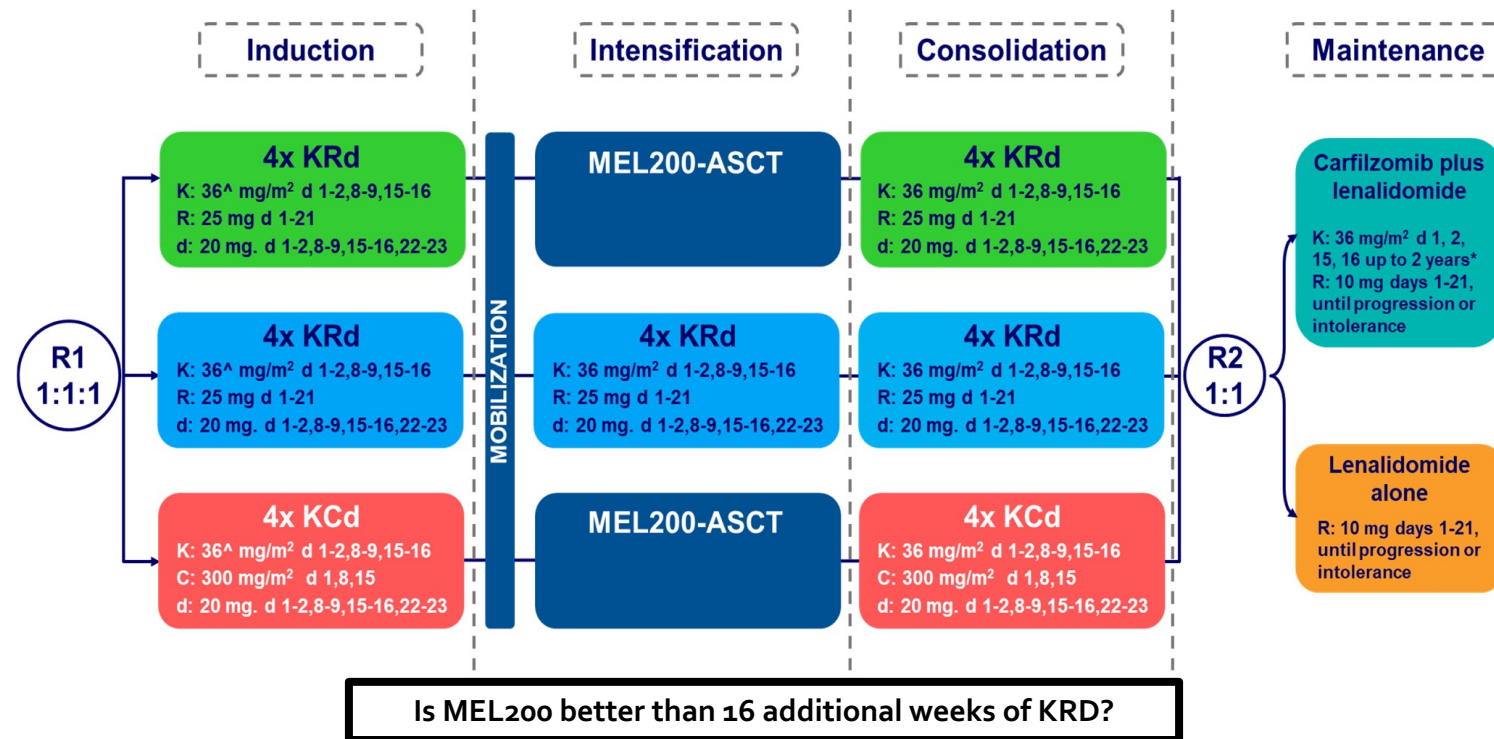 Induction
Intensification
Consolidation
Maintenance
R1
1:1:1
4x KRd
K: 36^ mg/m² d 1-2,8-9,15-16
R: 25 mg d 1-21
d: 20 mg. d 1-2,8-9,15-16,22-23
4x KRd
K: 36^ mg/m² d 1-2,8-9,15-16
R: 25 mg d 1-21
d: 20 mg. d 1-2,8-9,15-16,22-23
4x KCd
K: 36^ mg/m² d 1-2,8-9,15-16
C: 300 mg/m² d 1,8,15
d: 20 mg. d 1-2,8-9,15-16,22-23
MOBILIZATION
MEL200-ASCT
4x KRd
K: 36 mg/m² d 1-2,8-9,15-16
R: 25 mg d 1-21
d: 20 mg. d 1-2,8-9,15-16,22-23
MEL200-ASCT
4x KRd
K: 36 mg/m² d 1-2,8-9,15-16
R: 25 mg d 1-21
d: 20 mg. d 1-2,8-9,15-16,22-23
4x KRd
K: 36 mg/m² d 1-2,8-9,15-16
R: 25 mg d 1-21
d: 20 mg. d 1-2,8-9,15-16,22-23
4x KCd
K: 36 mg/m² d 1-2,8-9,15-16
C: 300 mg/m² d 1,8,15
d: 20 mg. d 1-2,8-9,15-16,22-23
R2
1:1
Carfilzomib plus
lenalidomide
K: 36 mg/m² d 1, 2,
15, 16 up to 2 years*
R: 10 mg days 1-21,
until progression or
intolerance
Lenalidomide
alone
R: 10 mg days 1-21,
until progression or
intolerance
Is MEL200 better than 16 additional weeks of KRD?